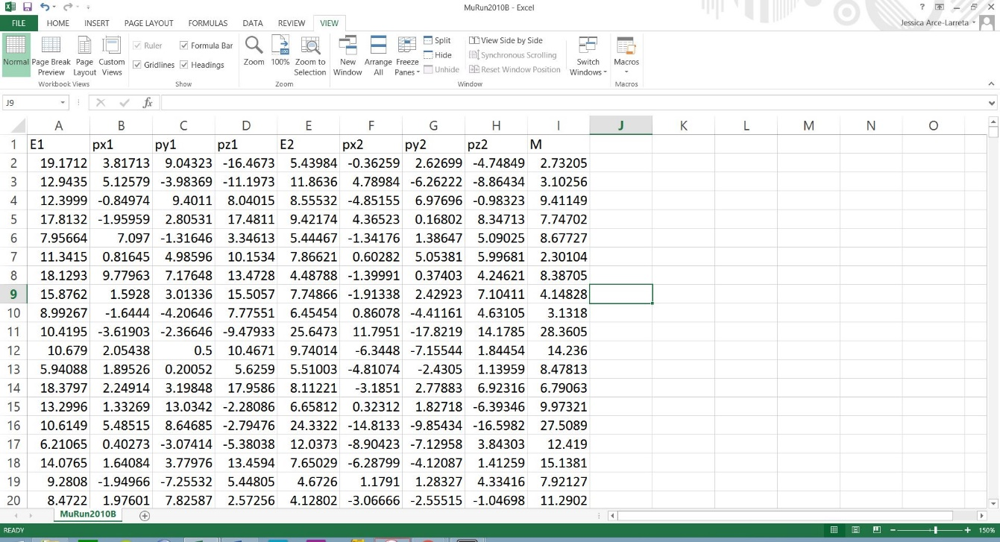 MuRun2010B - Excel
FILE HOME INSERT PAGE LAYOUT FORMULAS DATA REVIEW VIEW Jessica Arce-Larreta
Ruler Formula Bar
Gridlines Headings
Normal Page Break Preview Page Layout Custom Views
Zoom 100% Zoom to Selection
New Window Arrange All Freeze Panes
Split View Side by Side
Hide Synchronous Scrolling
Unhide Reset Window Position
Switch Windows Macros
Workbook Views Show Zoom Window Macros
J9 fx
A B C D E F G H I J K L M N O
1 E1 px1 py1 pz1 E2 px2 py2 pz2 M
2 19.1712 3.81713 9.04323 -16.4673 5.43984 -0.36259 2.62699 -4.74849 2.73205
3 12.9435 5.12579 -3.98369 -11.1973 11.8636 4.78984 -6.26222 -8.86434 3.10256
4 12.3999 -0.84974 9.4011 8.04015 8.55532 -4.85155 6.97696 -0.98323 9.41149
5 17.8132 -1.95959 2.80531 17.4811 9.42174 4.36523 0.16802 8.34713 7.74702
6 7.95664 7.097 -1.31646 3.34613 5.44467 -1.34176 1.38647 5.09025 8.67727
7 11.3415 0.81645 4.98596 10.1534 7.86621 0.60282 5.05381 5.99681 2.30104
8 18.1293 9.77963 7.17648 13.4728 4.48788 -1.39991 0.37403 4.24621 8.38705
9 15.8762 1.5928 3.01336 15.5057 7.74866 -1.91338 2.42923 7.10411 4.14828
10 8.99267 -1.6444 -4.20646 7.77551 6.45454 0.86078 -4.41161 4.63105 3.1318
11 10.4195 -3.61903 -2.36646 -9.47933 25.6473 11.7951 -17.8219 14.1785 28.3605
12 10.679 2.05438 0.5 10.4671 9.74014 -6.3448 -7.15544 1.84454 14.236
13 5.94088 1.89526 0.20052 5.6259 5.51003 -4.81074 -2.4305 1.13959 8.47813
14 18.3797 2.24914 3.19848 17.9586 8.11221 -3.1851 2.77883 6.92316 6.79063
15 13.2996 1.33269 13.0342 -2.28086 6.65812 0.32312 1.82718 -6.39346 9.97321
16 10.6149 5.48515 8.64685 -2.79476 24.3322 -14.8133 -9.85434 -16.5982 27.5089
17 6.21065 0.40273 -3.07414 -5.38038 12.0373 -8.90423 -7.12958 3.84303 12.419
18 14.0765 1.64084 3.77976 13.4594 7.65029 -6.28799 -4.12087 1.41259 15.1381
19 9.2808 -1.94966 -7.25532 5.44805 4.6726 1.1791 1.28327 4.33416 7.92127
20 8.4722 1.97601 7.82587 2.57256 4.12802 -3.06666 -2.55515 -1.04698 11.2902
MuRun2010B
READY 150%